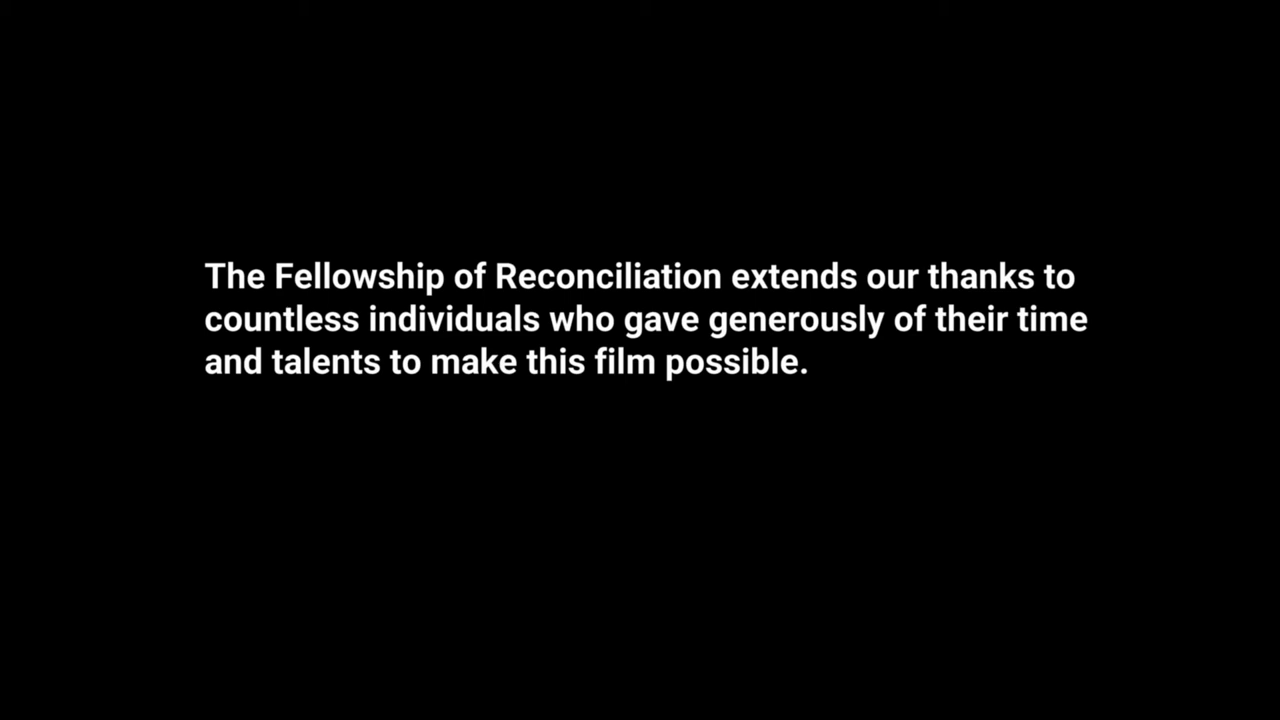 The Fellowship of Reconciliation extends our thanks to
countless individuals who gave generously of their time
and talents to make this film possible.